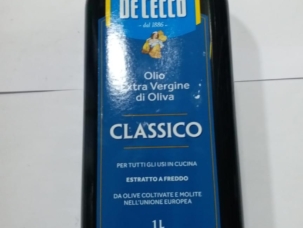 DE CECCO
dal 1886
Olio
Extra Vergine
di Oliva
CLASSICO
PER TUTTI GLI USI IN CUCINA
ESTRATTO A FREDDO
DA OLIVE COLTIVATE E MOLITE
NELL'UNIONE EUROPEA
1L